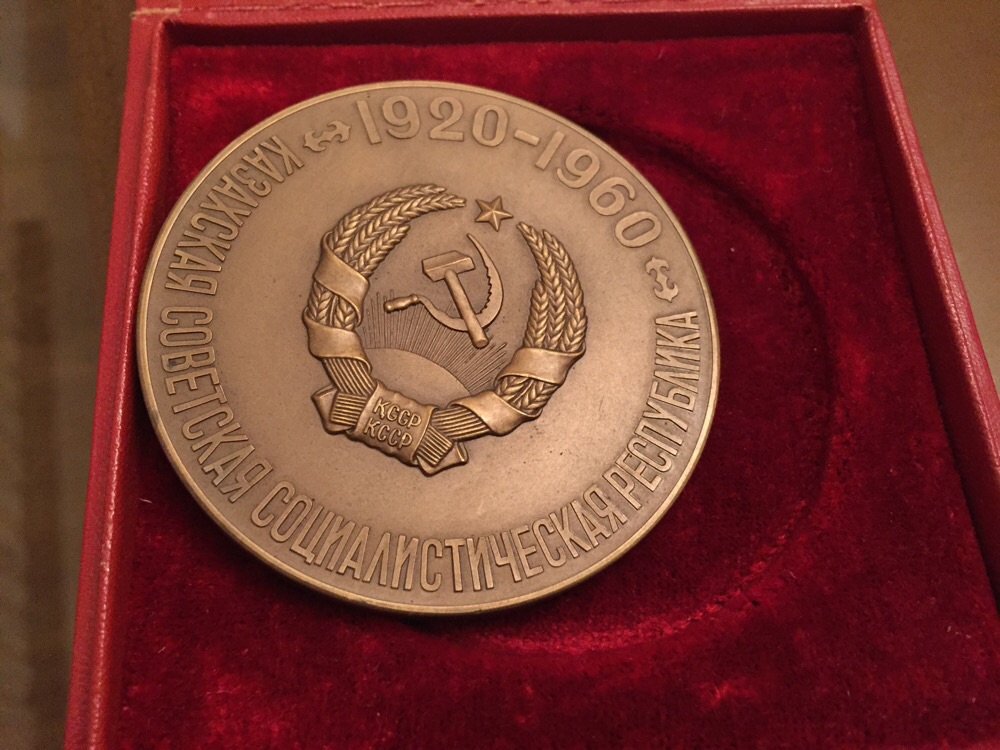 1920-1960
КАЗАХСКАЯ СОВЕТСКАЯ СОЦИАЛИСТИЧЕСКАЯ РЕСПУБЛИКА
КССР
КССР